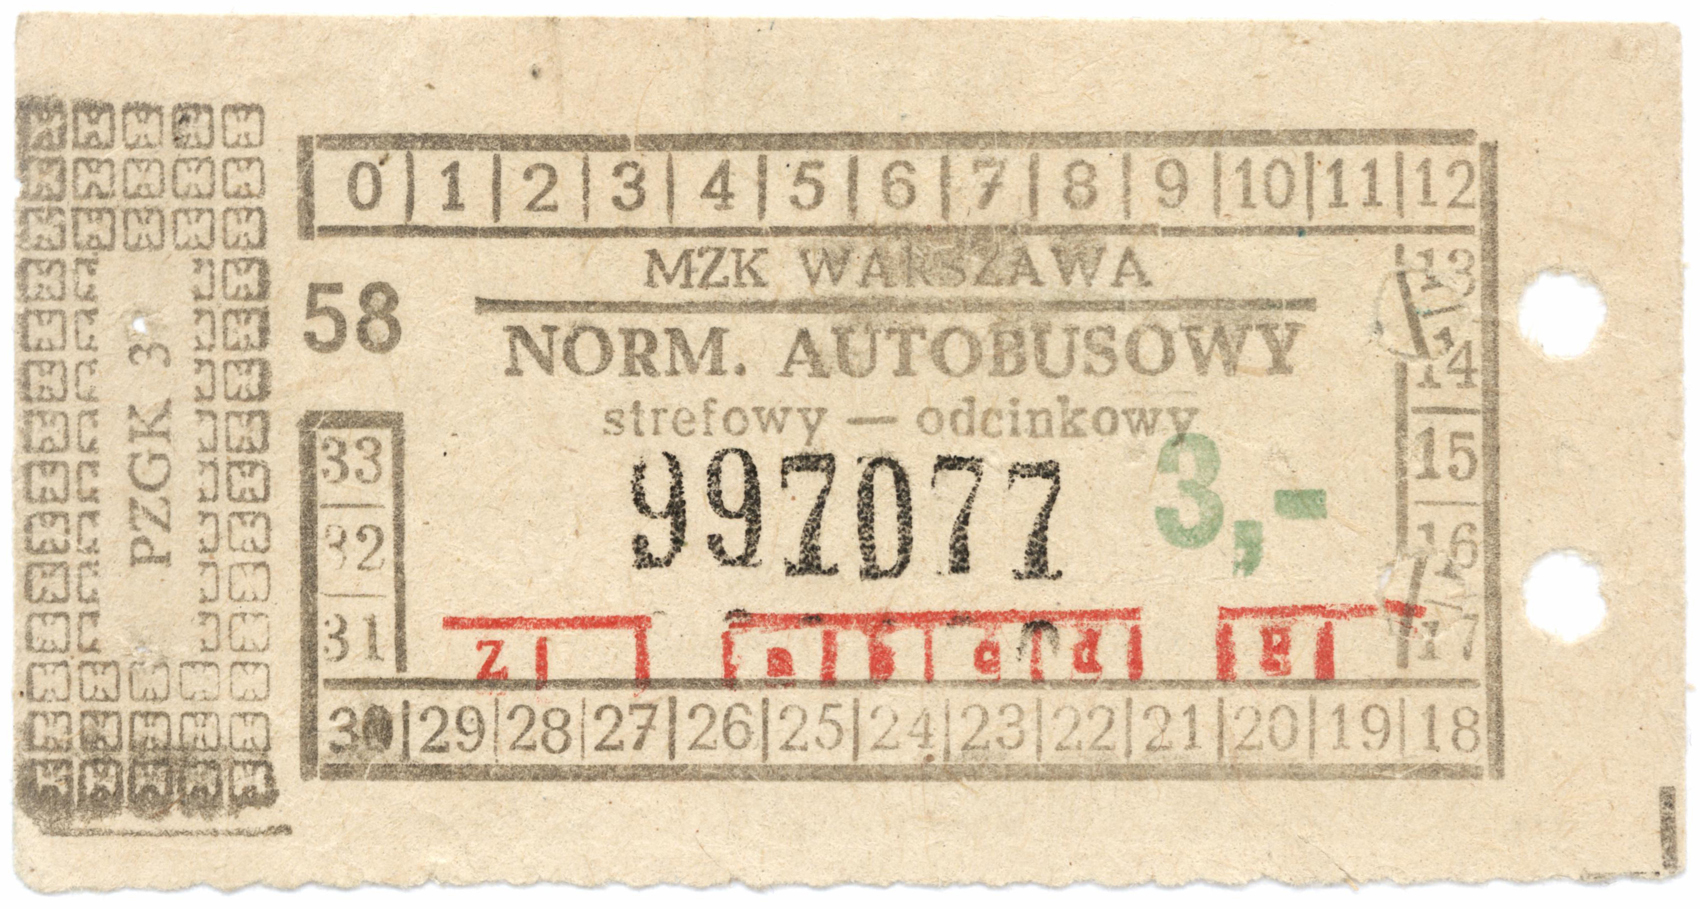 0 | 1 | 2 | 3 | 4 | 5 | 6 | 7 | 8 | 9 | 10 | 11 | 12
MZK WARSZAWA
13
58
NORM. AUTOBUSOWY
14
PZGK 3
strefowy — odcinkowy
33
997077
3,-
15
32
16
31
Z a b c d g
17
30 | 29 | 28 | 27 | 26 | 25 | 24 | 23 | 22 | 21 | 20 | 19 | 18